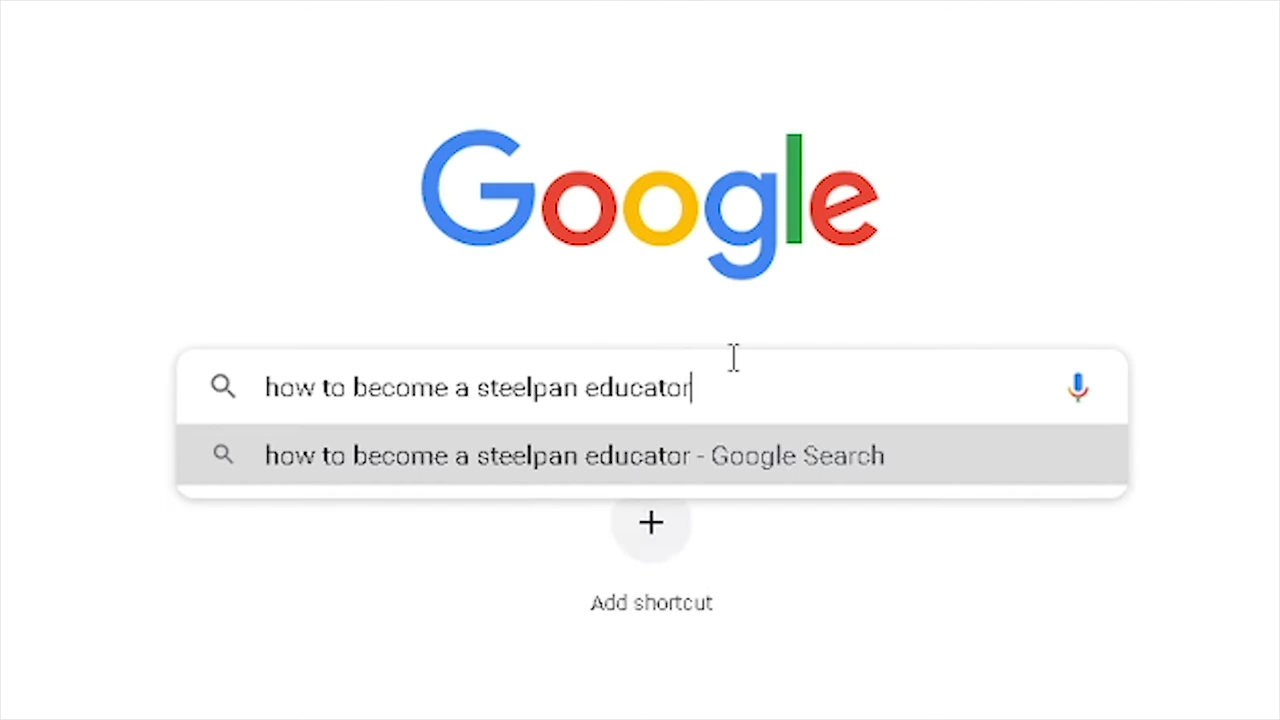 Google
how to become a steelpan educator
how to become a steelpan educator - Google Search
Add shortcut